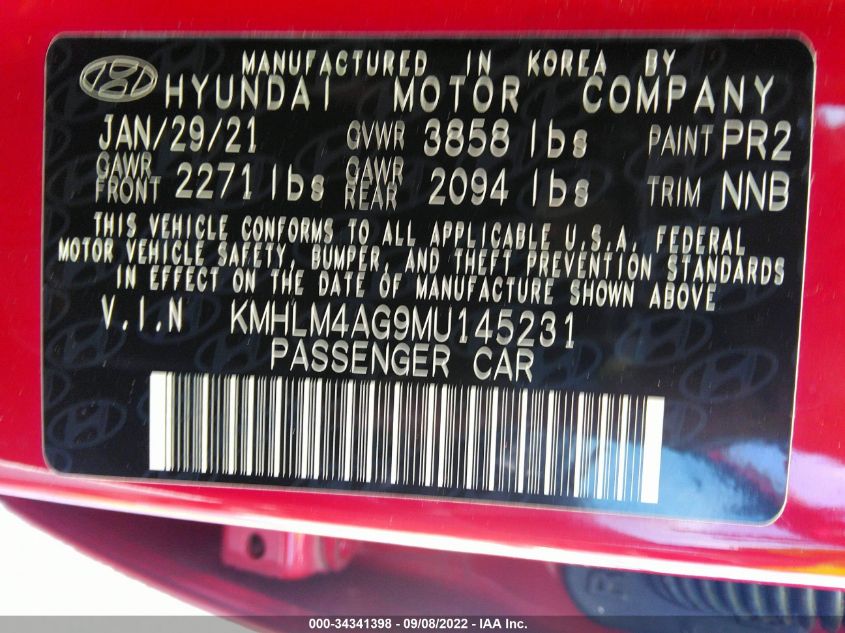 MANUFACTURED IN KOREA BY
HYUNDAI MOTOR COMPANY
JAN/29/21 GVWR 3858 lbs PAINT PR2
GAWR FRONT 2271 lbs GAWR REAR 2094 lbs TRIM NNB
THIS VEHICLE CONFORMS TO ALL APPLICABLE U.S.A. FEDERAL
MOTOR VEHICLE SAFETY, BUMPER, AND THEFT PREVENTION STANDARDS
IN EFFECT ON THE DATE OF MANUFACTURE SHOWN ABOVE
V.I.N KMHLM4AG9MU145231
PASSENGER CAR
000-34341398 - 09/08/2022 - IAA Inc.